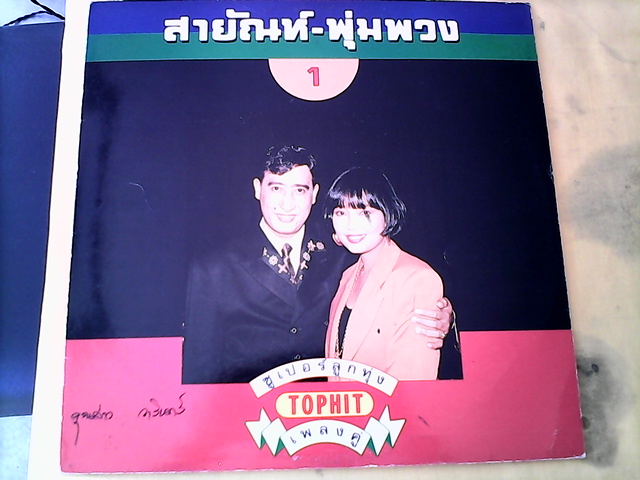 สายัณห์-พุ่มพวง
1
ซูเปอร์ลูกทุ่ง
TOPHIT
เพลงคู่